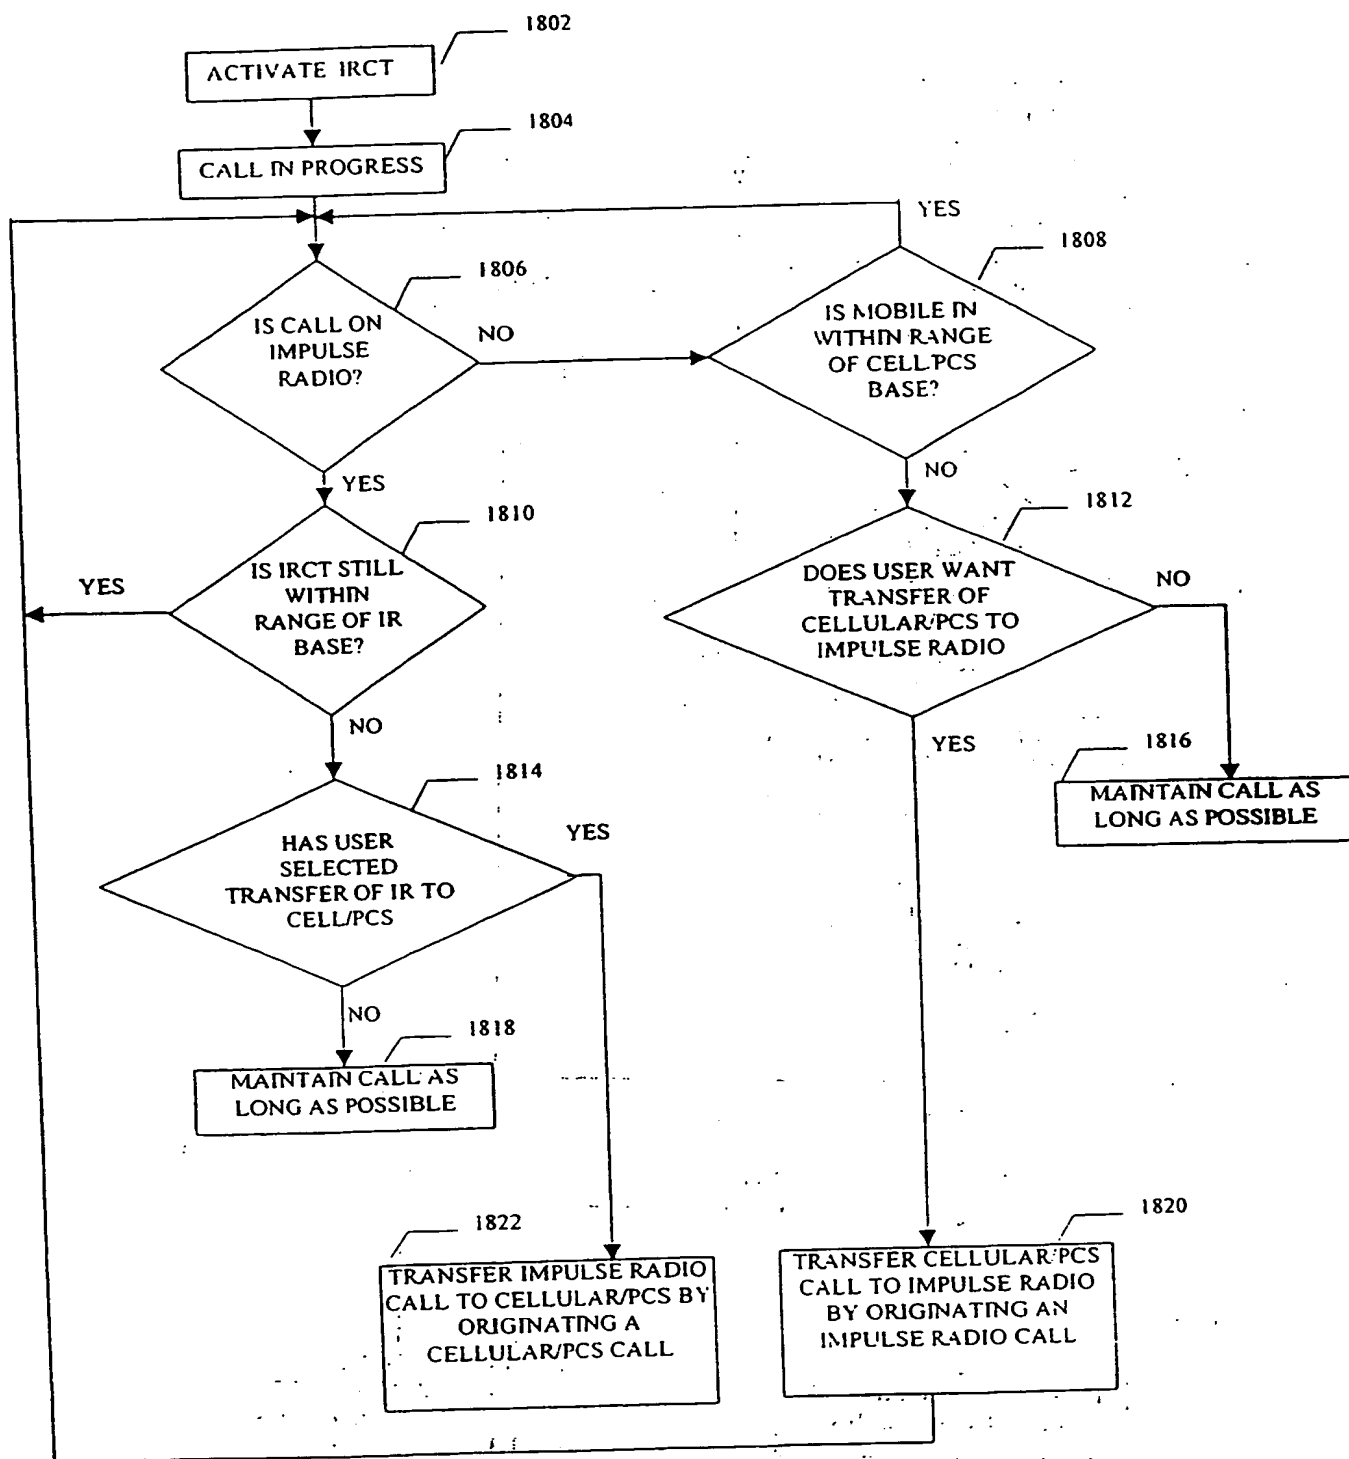 1802
ACTIVATE IRCT
1804
CALL IN PROGRESS
YES
1808
1806
IS CALL ON
IMPULSE
RADIO?
NO
IS MOBILE IN
WITHIN RANGE
OF CELL/PCS
BASE?
YES
NO
1810
1812
IS IRCT STILL
WITHIN
RANGE OF IR
BASE?
YES
DOES USER WANT
TRANSFER OF
CELLULAR/PCS TO
IMPULSE RADIO
NO
NO
YES
1814
1816
MAINTAIN CALL AS
LONG AS POSSIBLE
HAS USER
SELECTED
TRANSFER OF IR TO
CELL/PCS
YES
NO
1818
MAINTAIN CALL AS
LONG AS POSSIBLE
1822
TRANSFER IMPULSE RADIO
CALL TO CELLULAR/PCS BY
ORIGINATING A
CELLULAR/PCS CALL
1820
TRANSFER CELLULAR/PCS
CALL TO IMPULSE RADIO
BY ORIGINATING AN
IMPULSE RADIO CALL